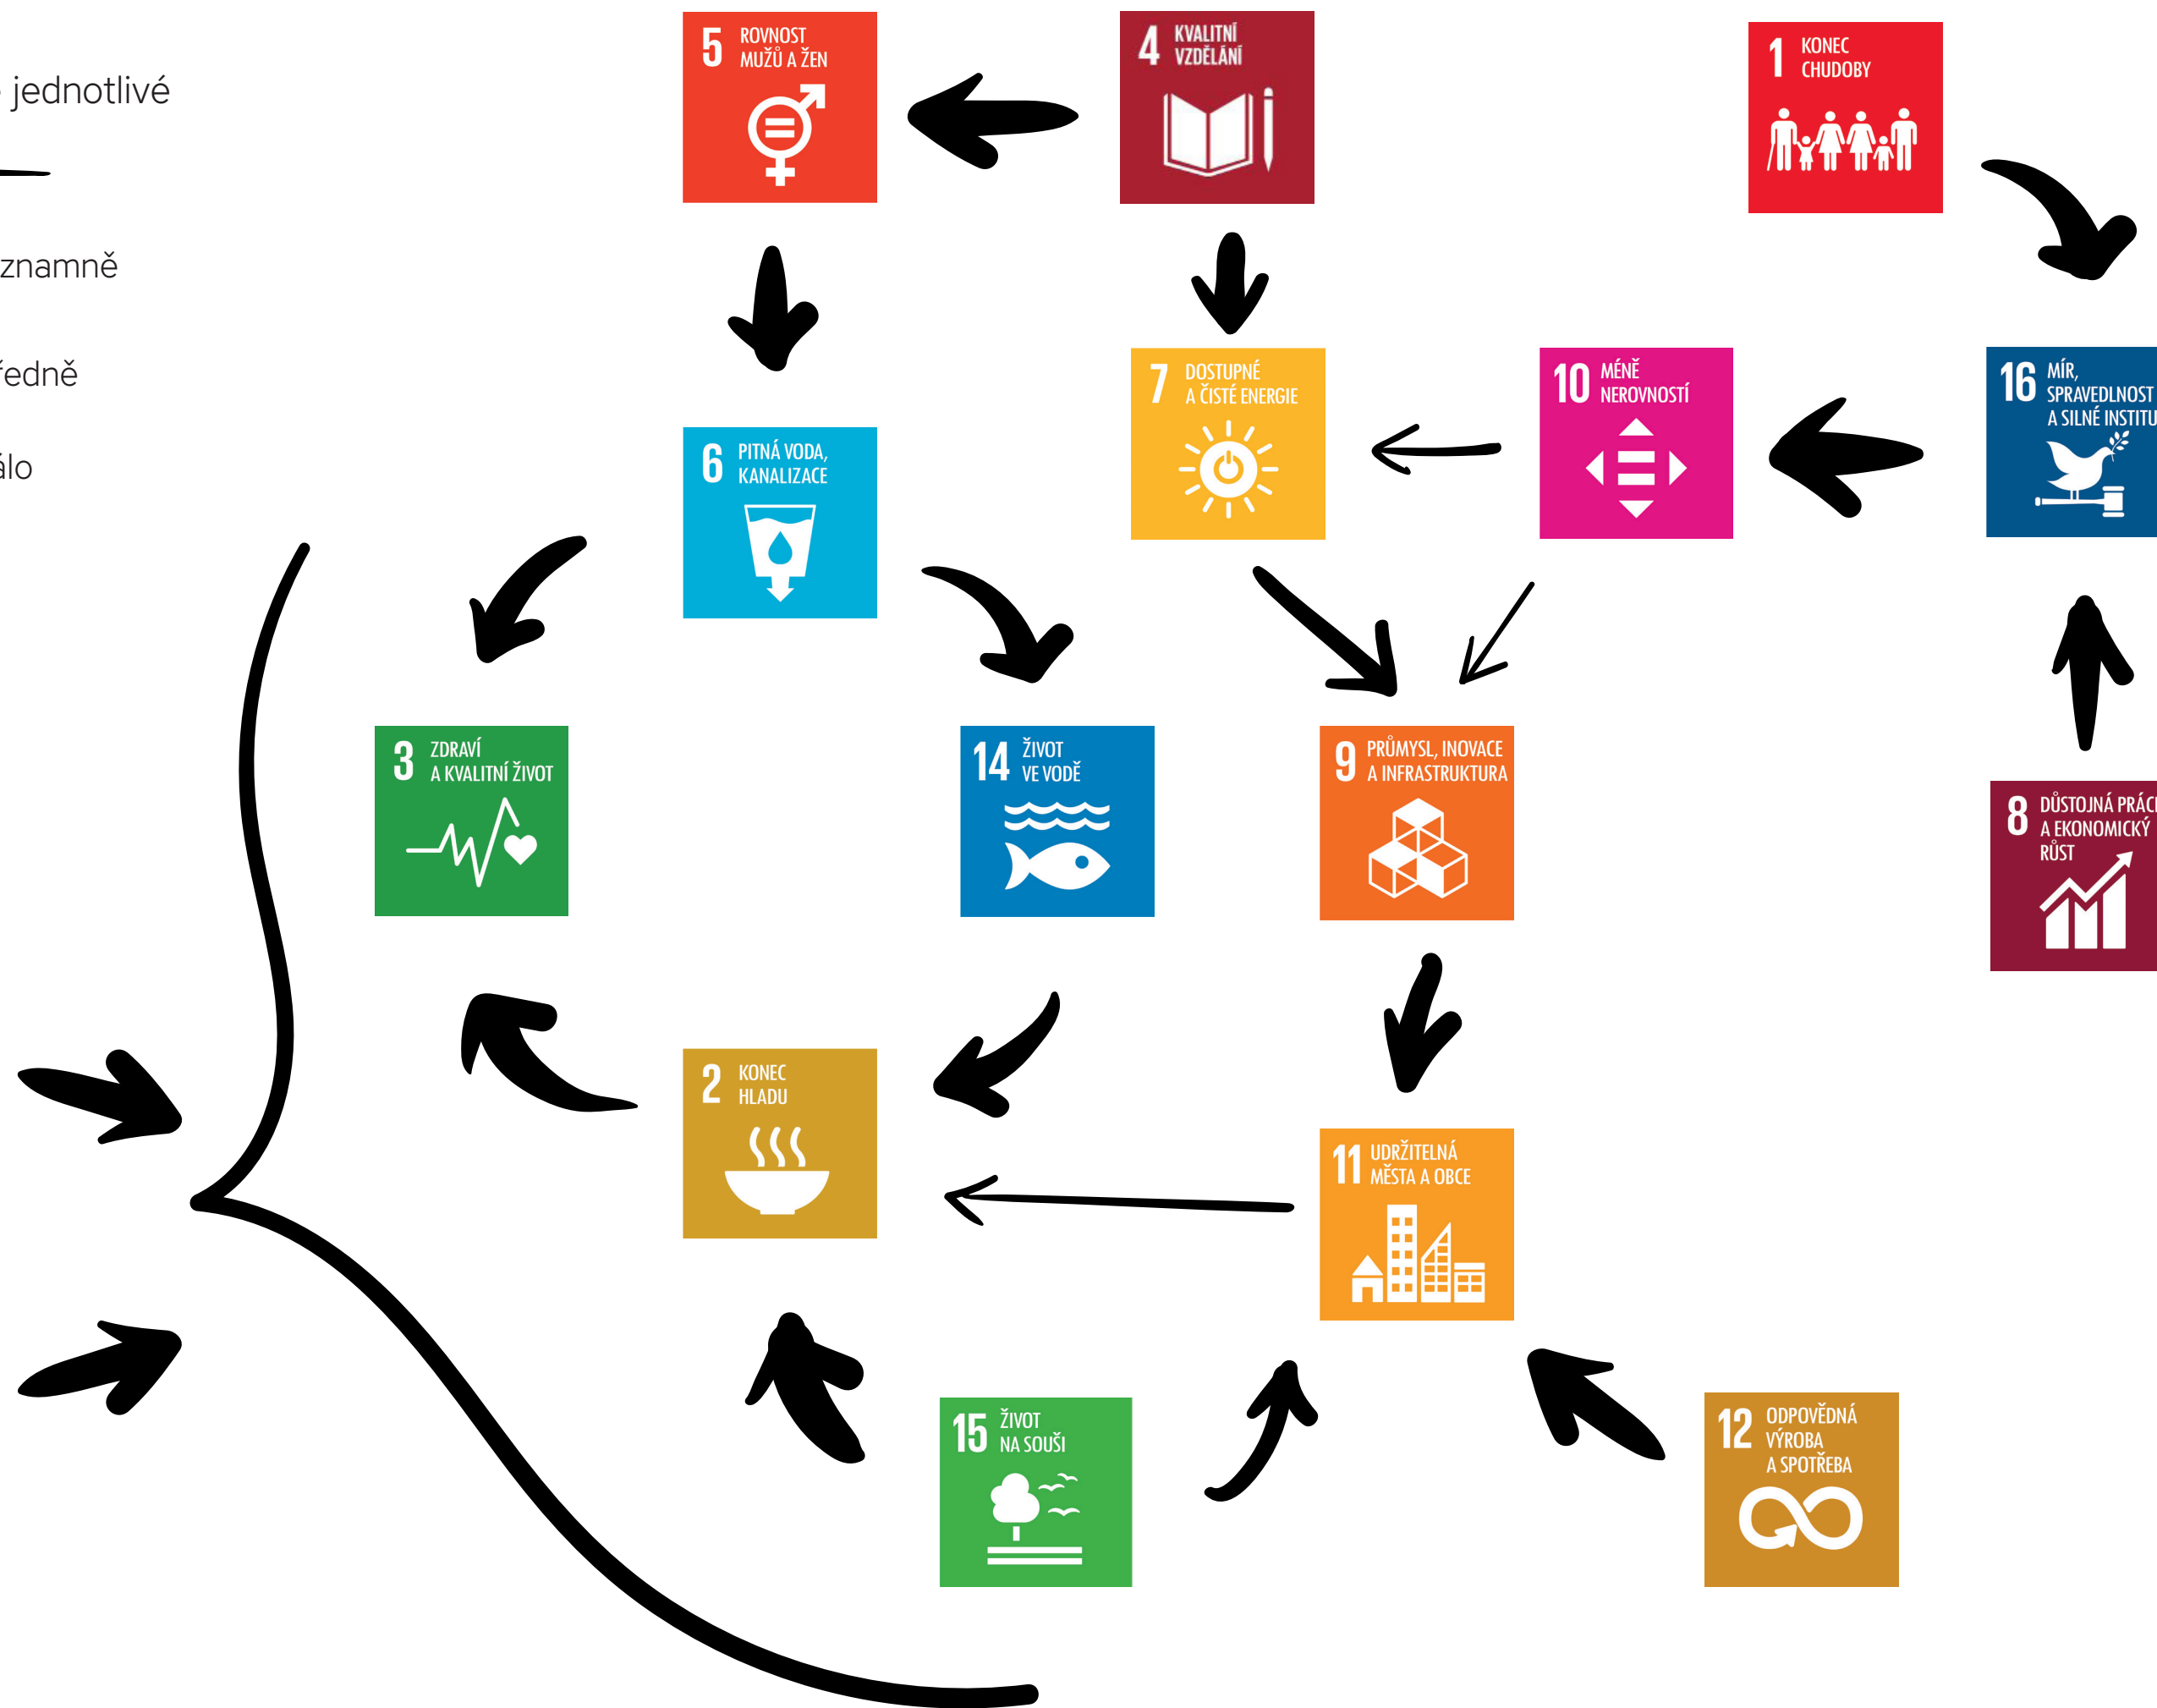 jednotlivé
znamně
ředně
álo
5 ROVNOST
MUŽŮ A ŽEN
4 KVALITNÍ
VZDĚLÁNÍ
1 KONEC
CHUDOBY
7 DOSTUPNÉ
A ČISTÉ ENERGIE
10 MÉNĚ
NEROVNOSTÍ
16 MÍR,
SPRAVEDLNOST
A SILNÉ INSTITU
6 PITNÁ VODA,
KANALIZACE
3 ZDRAVÍ
A KVALITNÍ ŽIVOT
14 ŽIVOT
VE VODĚ
9 PRŮMYSL, INOVACE
A INFRASTRUKTURA
8 DŮSTOJNÁ PRÁC
A EKONOMICKÝ
RŮST
2 KONEC
HLADU
11 UDRŽITELNÁ
MĚSTA A OBCE
15 ŽIVOT
NA SOUŠI
12 ODPOVĚDNÁ
VÝROBA
A SPOTŘEBA